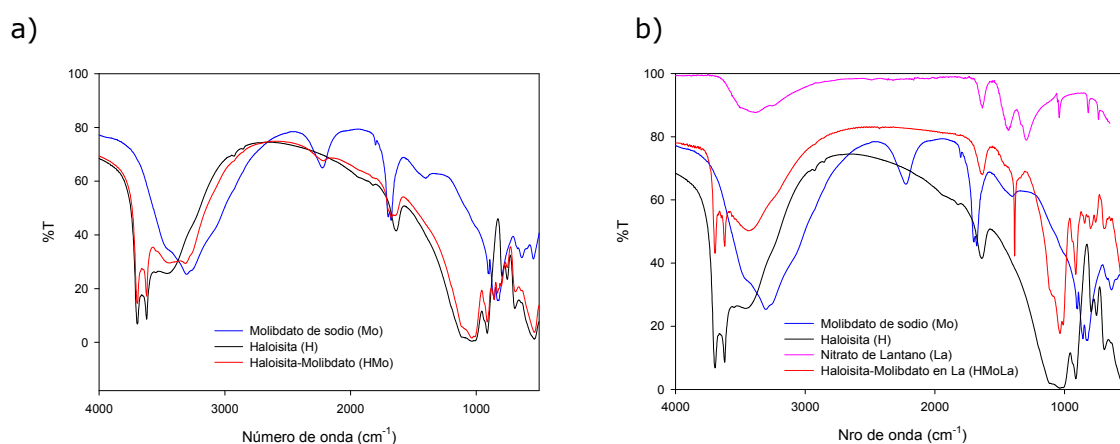 a)
%T
100
80
60
40
20
0
4000
3000
2000
1000
Molibdato de sodio (Mo)
Haloisita (H)
Haloisita-Molibdato (HMo)
Número de onda (cm-1)
b)
%T
100
80
60
40
20
0
4000
3000
2000
1000
Molibdato de sodio (Mo)
Haloisita (H)
Nitrato de Lantano (La)
Haloisita-Molibdato en La (HMoLa)
Nro de onda (cm-1)